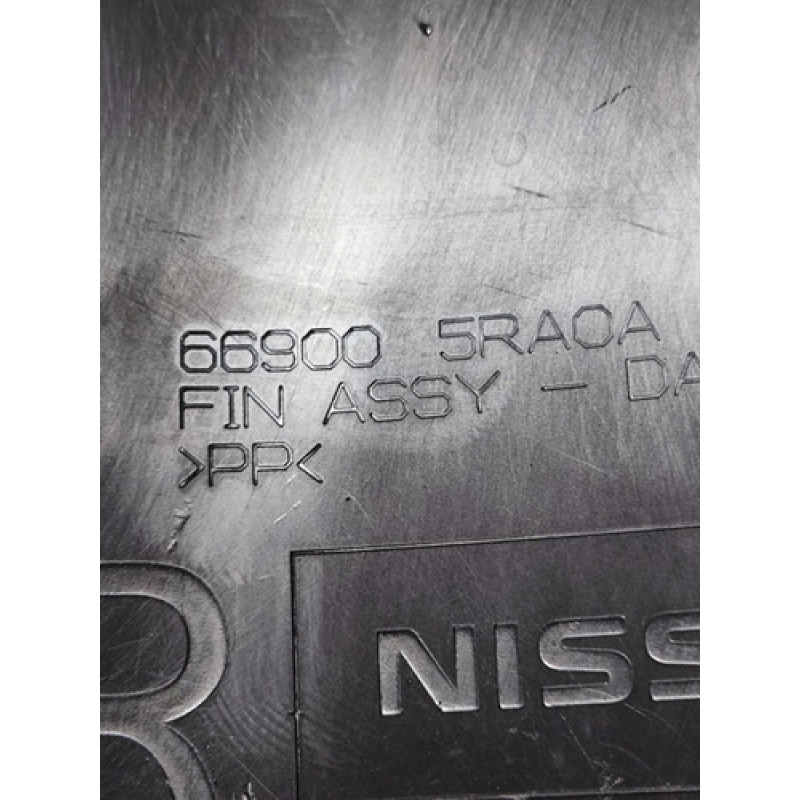 66900 5RA0A
FIN ASSY - DA
>PP<
R
NISS